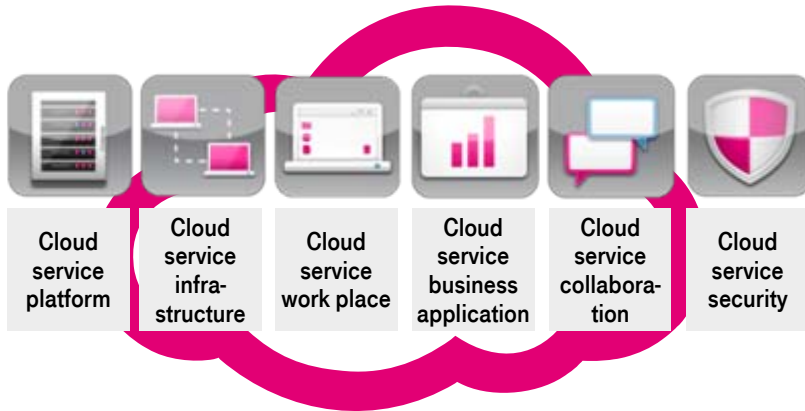 Cloud
service
platform
Cloud
service
infra-
structure
Cloud
service
work place
Cloud
service
business
application
Cloud
service
collabora-
tion
Cloud
service
security